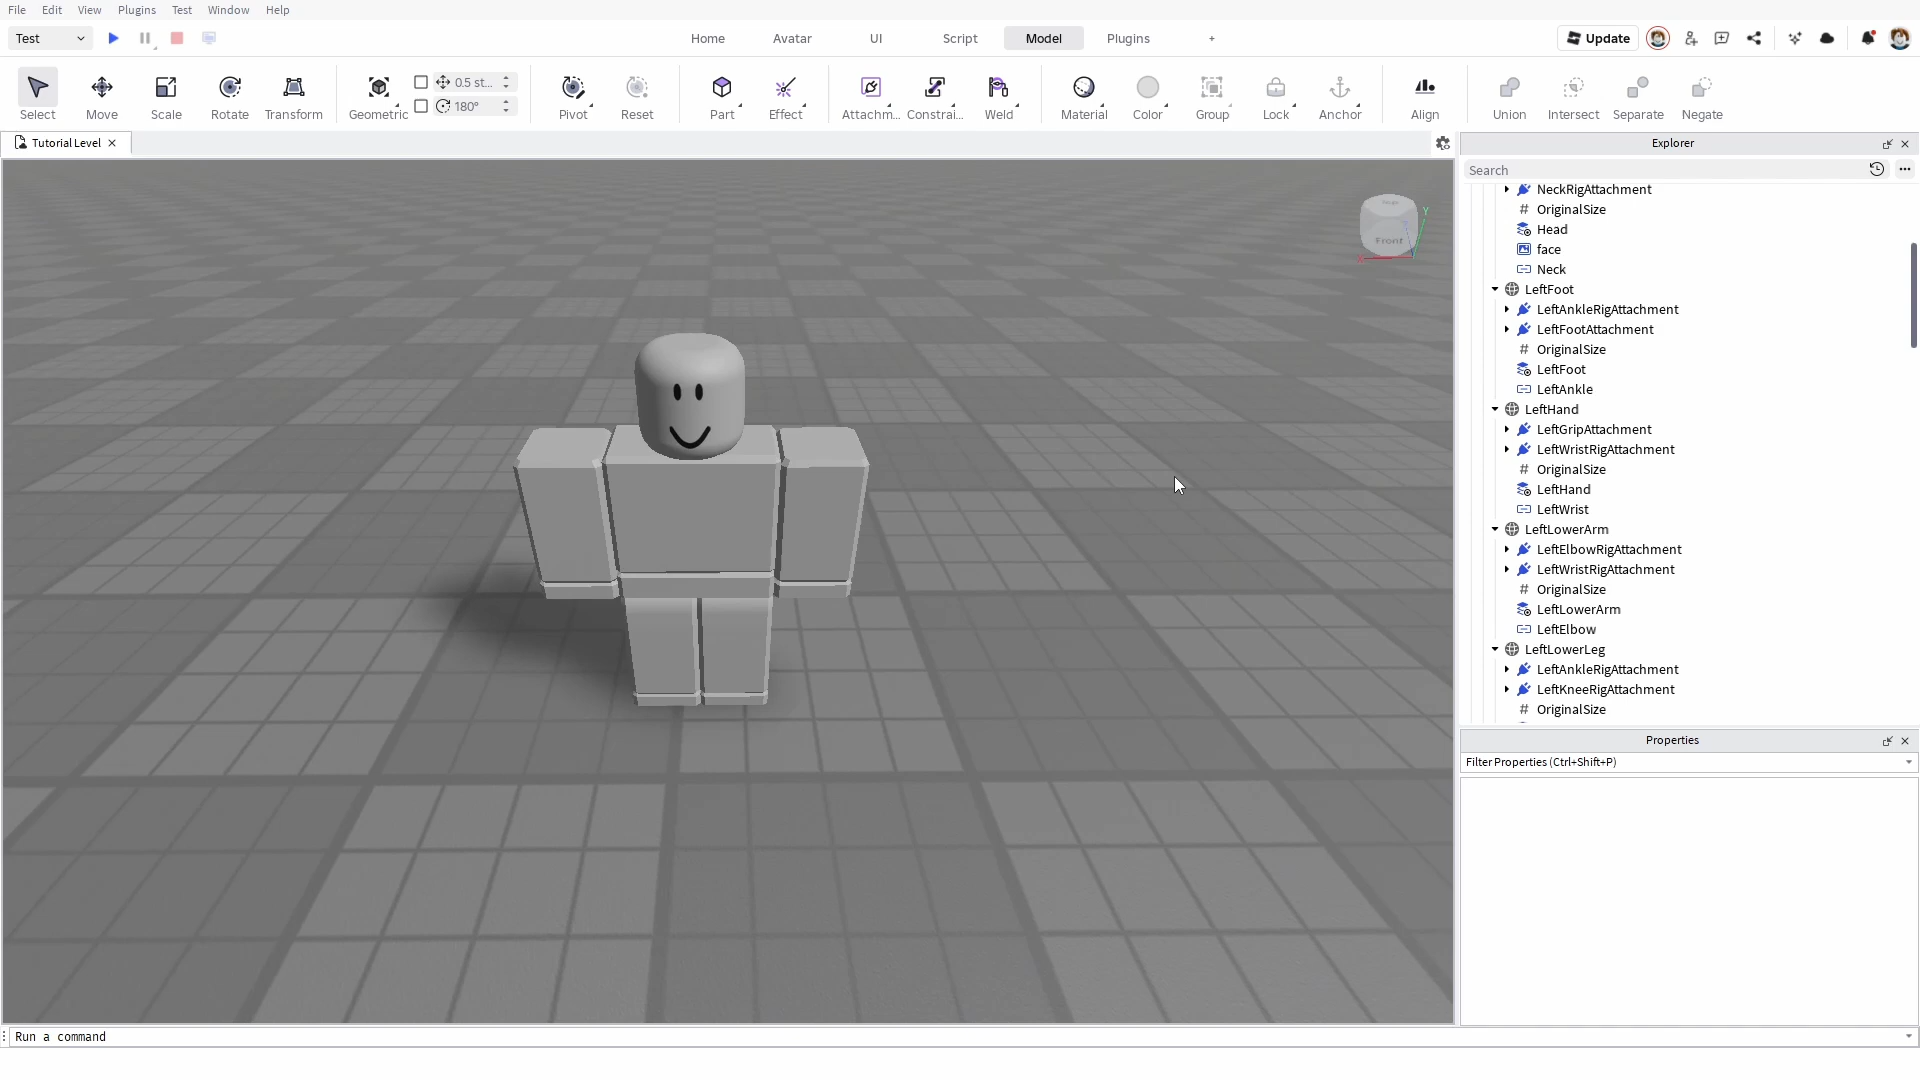 File Edit View Plugins Test Window Help
Test Home Avatar UI Script Model Plugins + Update
Select Move Scale Rotate Transform Geometric 0.5 st... 180° Pivot Reset Part Effect Attachm... Constrai... Weld Material Color Group Lock Anchor Align Union Intersect Separate Negate
Tutorial Level
Explorer
Search
NeckRigAttachment
OriginalSize
Head
face
Neck
LeftFoot
LeftAnkleRigAttachment
LeftFootAttachment
OriginalSize
LeftFoot
LeftAnkle
LeftHand
LeftGripAttachment
LeftWristRigAttachment
OriginalSize
LeftHand
LeftWrist
LeftLowerArm
LeftElbowRigAttachment
LeftWristRigAttachment
OriginalSize
LeftLowerArm
LeftElbow
LeftLowerLeg
LeftAnkleRigAttachment
LeftKneeRigAttachment
OriginalSize
Front
Y
Properties
Filter Properties (Ctrl+Shift+P)
Run a command